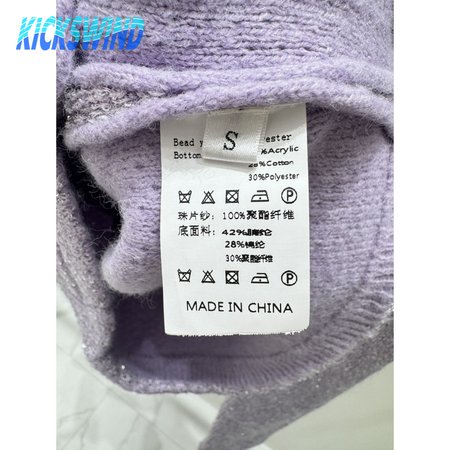 KICKSWIND
S
Bead
Bottom
% Acrylic
28%Cotton
30%Polyester
珠片纱: 100%聚酯纤维
底面料: 42%腈纶
28%棉纶
30%聚酯纤维
MADE IN CHINA